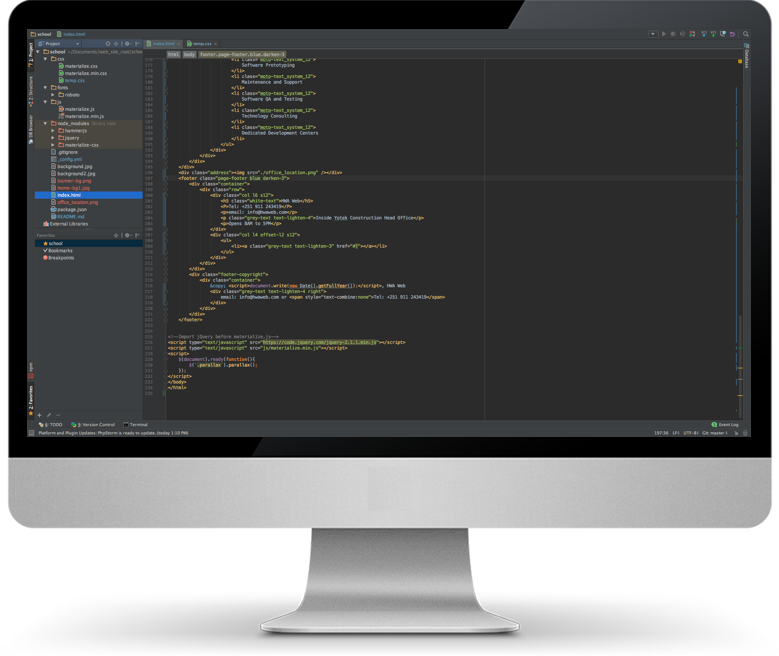 school
index.html
Project
index.html
temp.css
1: Project
Database
school ~/Documents/
html body footer.page-footer.blue.darken-3
css
materialize.css
materialize.min.css
temp.css
fonts
roboto
js
materialize.js
materialize.min.js
node_modules library root
hammerjs
jquery
materialize-css
.gitignore
_config.yml
background.jpg
background2.jpg
banner-bg.png
home-bg1.jpg
index.html
office_location.png
package.json
README.md
External Libraries
Structure
DB Browser
Favorites
school
Bookmarks
Breakpoints
npm
2: Favorites
<li class="mptp-text_system_12">
Software Prototyping
</li>
<li class="mptp-text_system_12">
Maintenance and Support
</li>
<li class="mptp-text_system_12">
Software QA and Testing
</li>
<li class="mptp-text_system_12">
Technology Consulting
</li>
<li class="mptp-text_system_12">
Dedicated Development Centers
</li>
</ul>
</div>
</div>
</div>
</div>
<div class="address"><img src="./office_location.png" /></div>
<footer class="page-footer blue darken-3">
<div class="container">
<div class="row">
<div class="col l6 s12">
<h5 class="white-text">HWA Web</h5>
<P>Tel: +251 911 243419</P>
<p>email: info@hwaweb.com</p>
<p class="grey-text text-lighten-4">Inside Yotek Construction Head Office</p>
<p>Opens 8AM to 5PM</p>
</div>
<div class="col l4 offset-l2 s12">
<ul>
<li><a class="grey-text text-lighten-3" href="#!"></a></li>
</ul>
</div>
</div>
</div>
<div class="footer-copyright">
<div class="container">
&copy; <script>document.write(new Date().getFullYear());</script>, HWA Web
<div class="grey-text text-lighten-4 right">
email: info@hwaweb.com or <span style="text-combine:none">Tel: +251 911 243419</span>
</div>
</div>
</div>
</footer>
<!--Import jQuery before materialize.js-->
<script type="text/javascript" src="https://code.jquery.com/jquery-2.1.1.min.js"></script>
<script type="text/javascript" src="js/materialize.min.js"></script>
<script>
$(document).ready(function(){
$('.parallax').parallax();
});
</script>
</body>
</html>
6: TODO 9: Version Control Terminal Event Log
Platform and Plugin Updates: PhpStorm is ready to update. (today 1:10 PM) 197:36 LF÷ UTF-8÷ Git: master÷